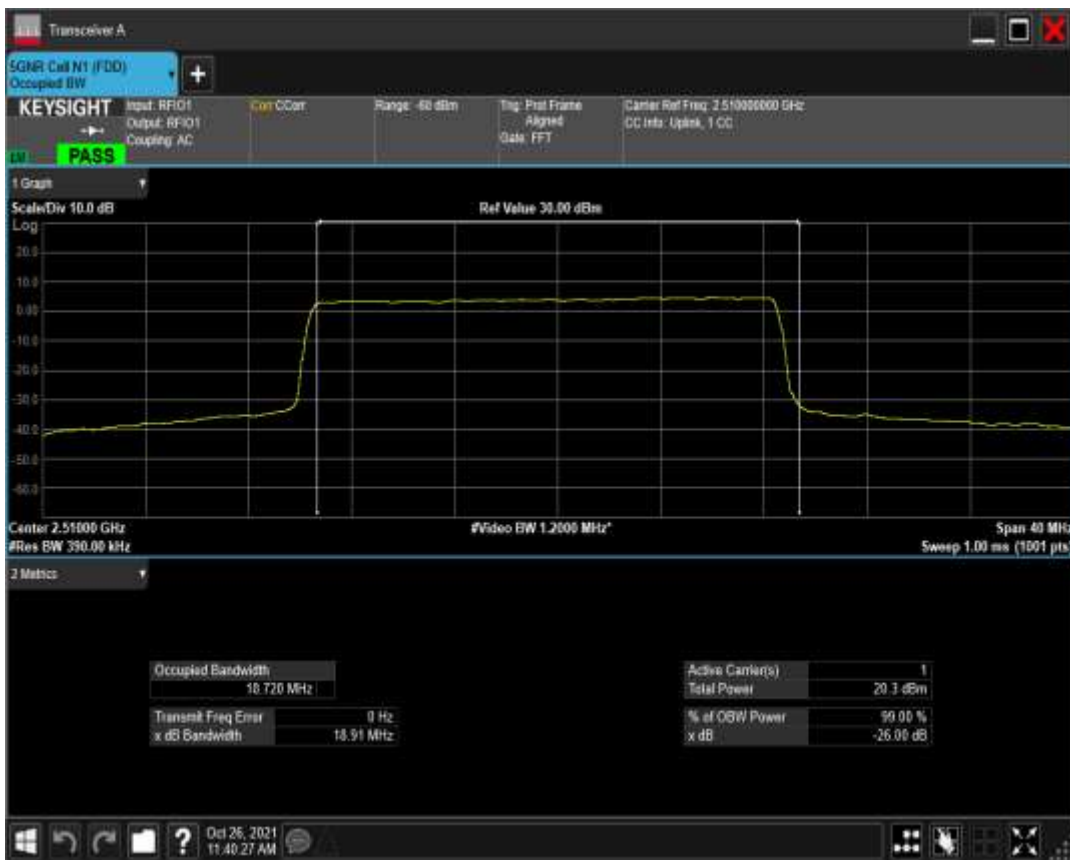 Transceiver A
5GNR Cell N1 (FDD)
Occupied BW
+
KEYSIGHT
Input: RFIO1
Output: RFIO1
Coupling: AC
Corr CCorr
Range: -60 dBm
Trig: Prot Frame
Aligned
Gate: FFT
Carrier Ref Freq: 2.510000000 GHz
CC Info: Uplink, 1 CC
PASS
1 Graph
Scale/Div 10.0 dB
Ref Value 30.00 dBm
Log
20.0
10.0
0.00
-10.0
-20.0
-30.0
-40.0
-50.0
-60.0
Center 2.51000 GHz
#Video BW 1.2000 MHz*
Span 40 MHz
#Res BW 390.00 kHz
Sweep 1.00 ms (1001 pts)
2 Metrics
Occupied Bandwidth
18.720 MHz
Transmit Freq Error 0 Hz
x dB Bandwidth 18.91 MHz
Active Carrier(s) 1
Total Power 20.3 dBm
% of OBW Power 99.00 %
x dB -26.00 dB
?
Oct 26, 2021
11:40:27 AM